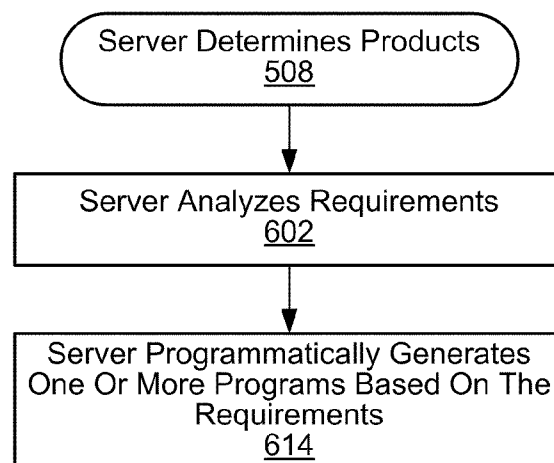 Server Determines Products
508
Server Analyzes Requirements
602
Server Programmatically Generates
One Or More Programs Based On The
Requirements
614